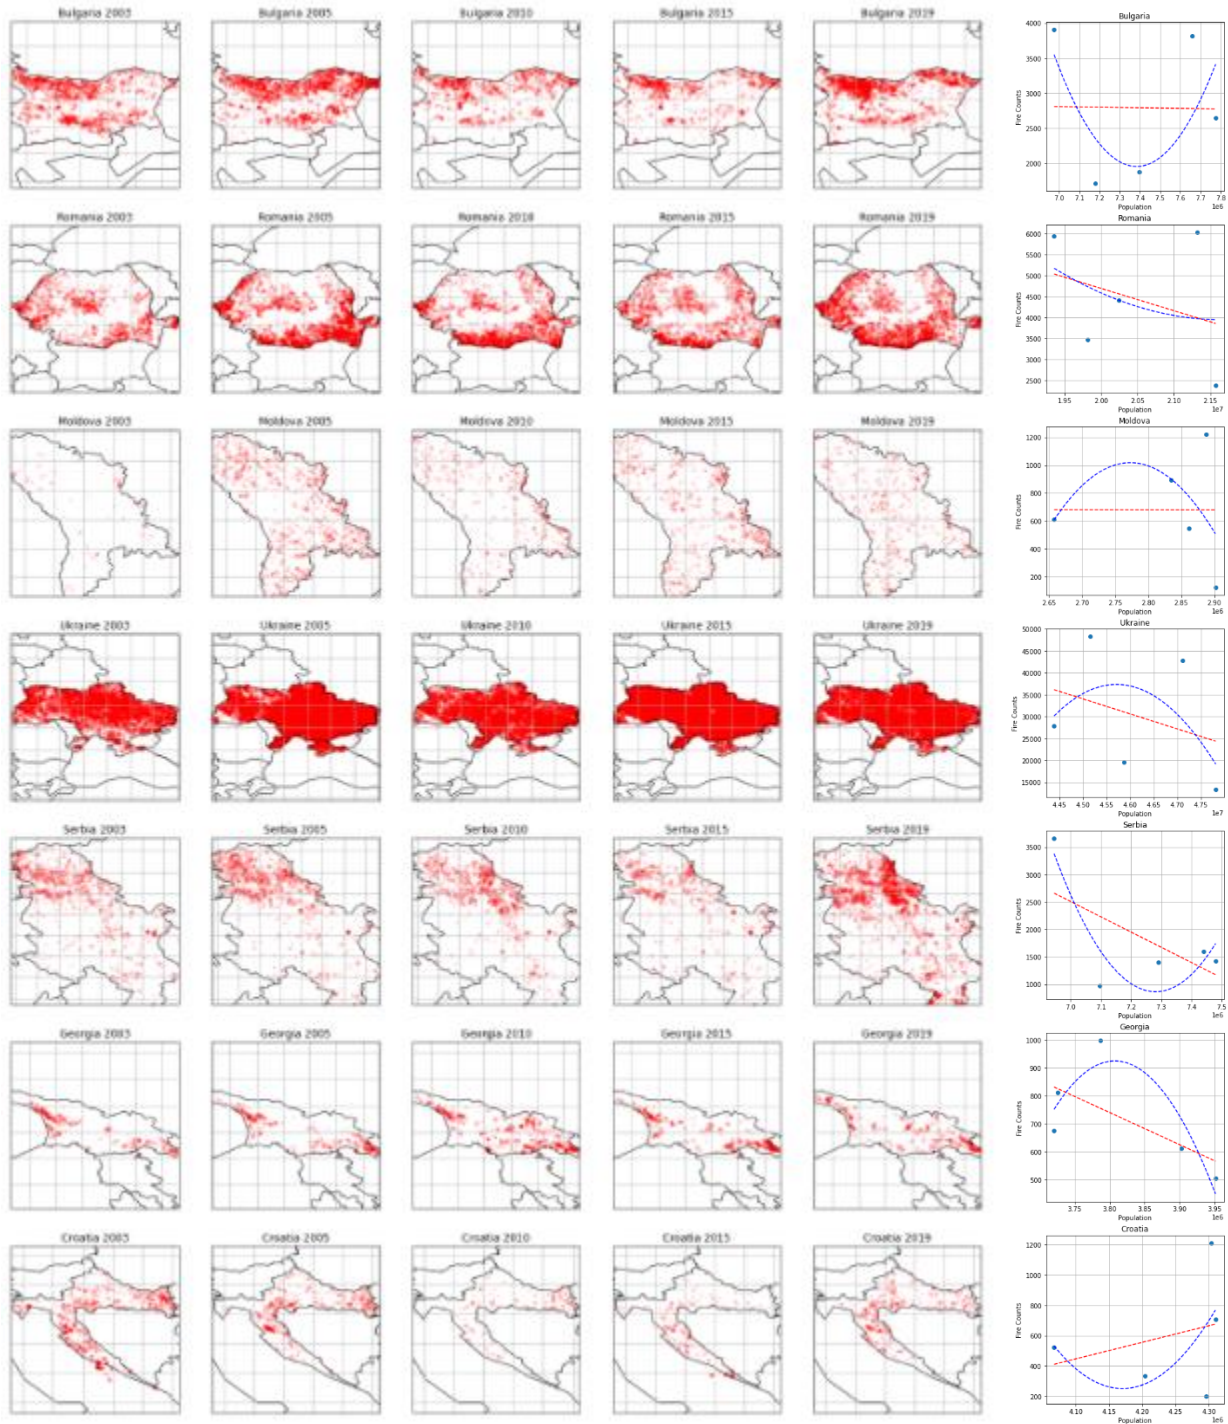 Bulgaria 2003
Bulgaria 2005
Bulgaria 2010
Bulgaria 2015
Bulgaria 2019
Bulgaria
4000
3500
3000
2500
2000
Fire Counts
7.0 7.1 7.2 7.3 7.4 7.5 7.6 7.7 7.8
Population
1e6
Romania 2003
Romania 2005
Romania 2010
Romania 2015
Romania 2019
Romania
6000
5500
5000
4500
4000
3500
3000
2500
Fire Counts
1.95 2.00 2.05 2.10 2.15
Population
1e7
Moldova 2003
Moldova 2005
Moldova 2010
Moldova 2015
Moldova 2019
Moldova
1200
1000
800
600
400
200
Fire Counts
2.65 2.70 2.75 2.80 2.85 2.90
Population
1e6
Ukraine 2003
Ukraine 2005
Ukraine 2010
Ukraine 2015
Ukraine 2019
Ukraine
50000
45000
40000
35000
30000
25000
20000
15000
Fire Counts
4.45 4.50 4.55 4.60 4.65 4.70 4.75
Population
1e7
Serbia 2003
Serbia 2005
Serbia 2010
Serbia 2015
Serbia 2019
Serbia
3500
3000
2500
2000
1500
1000
Fire Counts
7.0 7.1 7.2 7.3 7.4 7.5
Population
1e6
Georgia 2003
Georgia 2005
Georgia 2010
Georgia 2015
Georgia 2019
Georgia
1000
900
800
700
600
500
Fire Counts
3.75 3.80 3.85 3.90 3.95
Population
1e6
Croatia 2003
Croatia 2005
Croatia 2010
Croatia 2015
Croatia 2019
Croatia
1200
1000
800
600
400
200
Fire Counts
4.10 4.15 4.20 4.25 4.30
Population
1e6